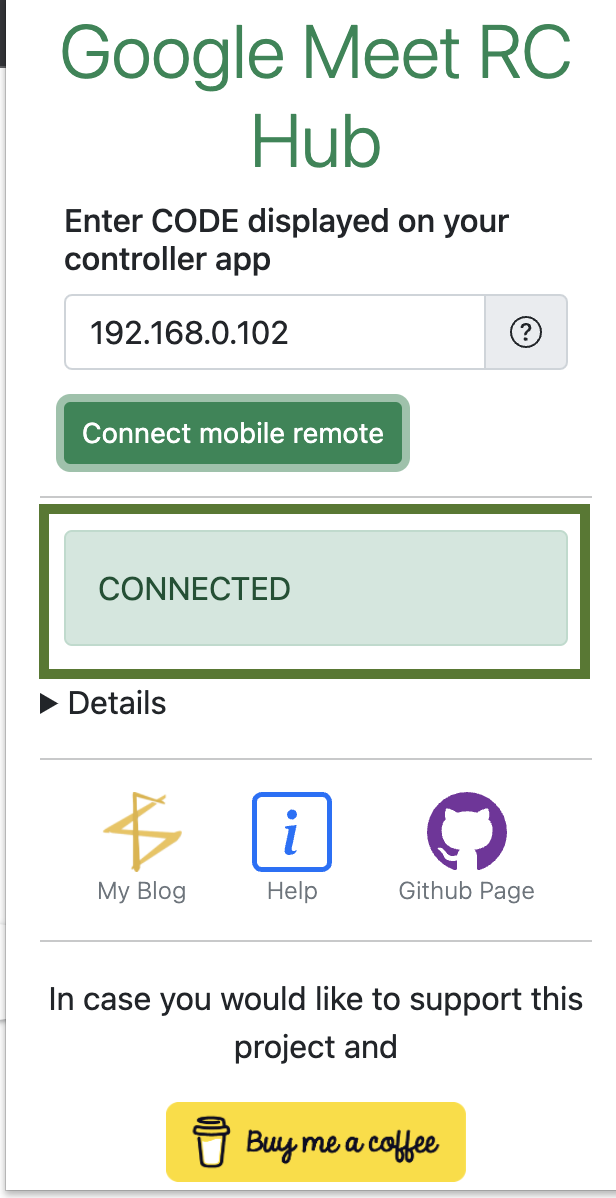 Google Meet RC
Hub
Enter CODE displayed on your
controller app
192.168.0.102
?
Connect mobile remote
CONNECTED
Details
i
My Blog
Help
Github Page
In case you would like to support this
project and
Buy me a coffee